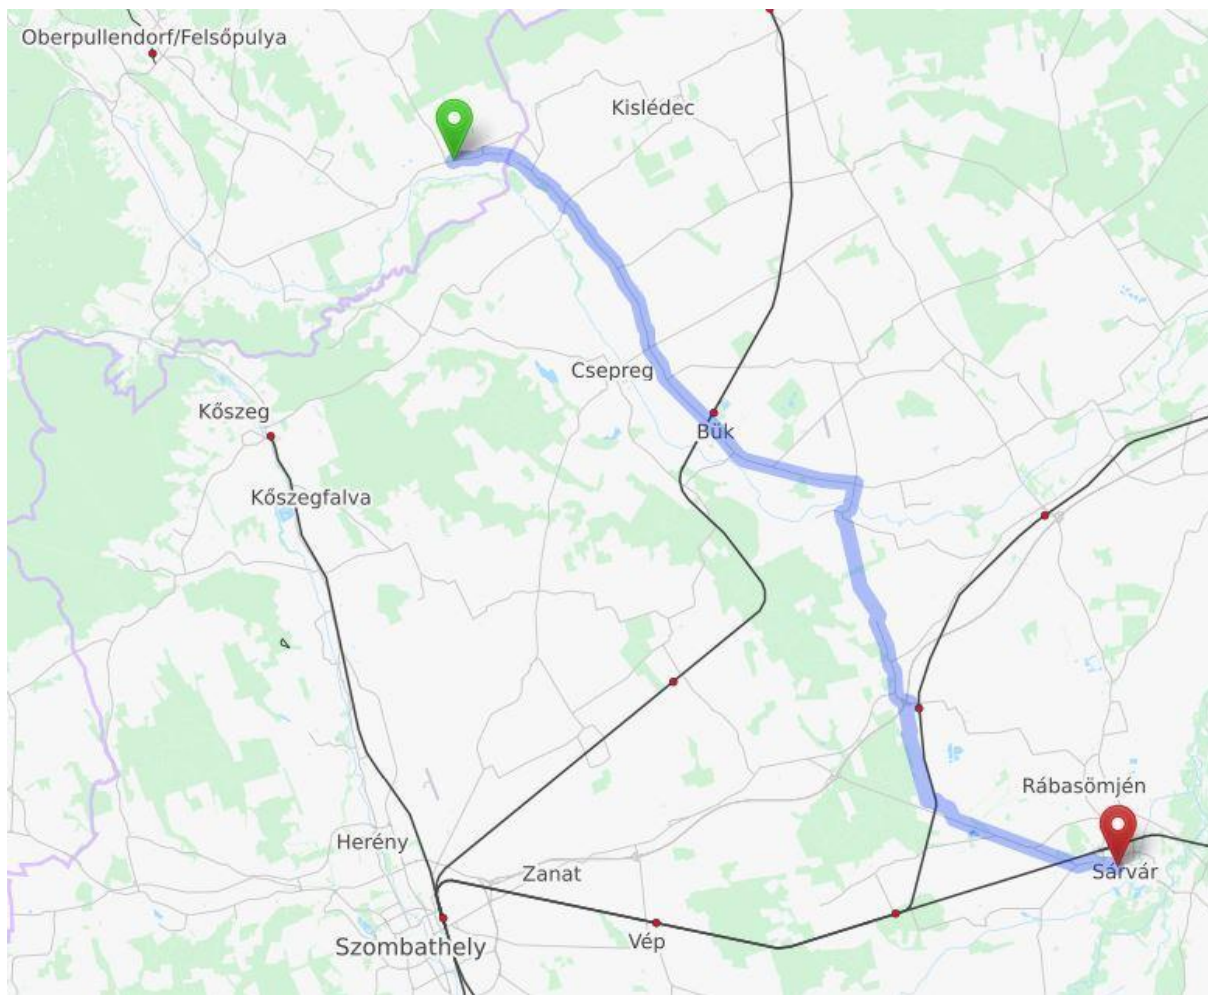 Oberpullendorf/Felsőpulya
Kislédec
Csepreg
Kőszeg
Bük
Kőszegfalva
Rábasömjén
Herény
Zanat
Sárvár
Vép
Szombathely